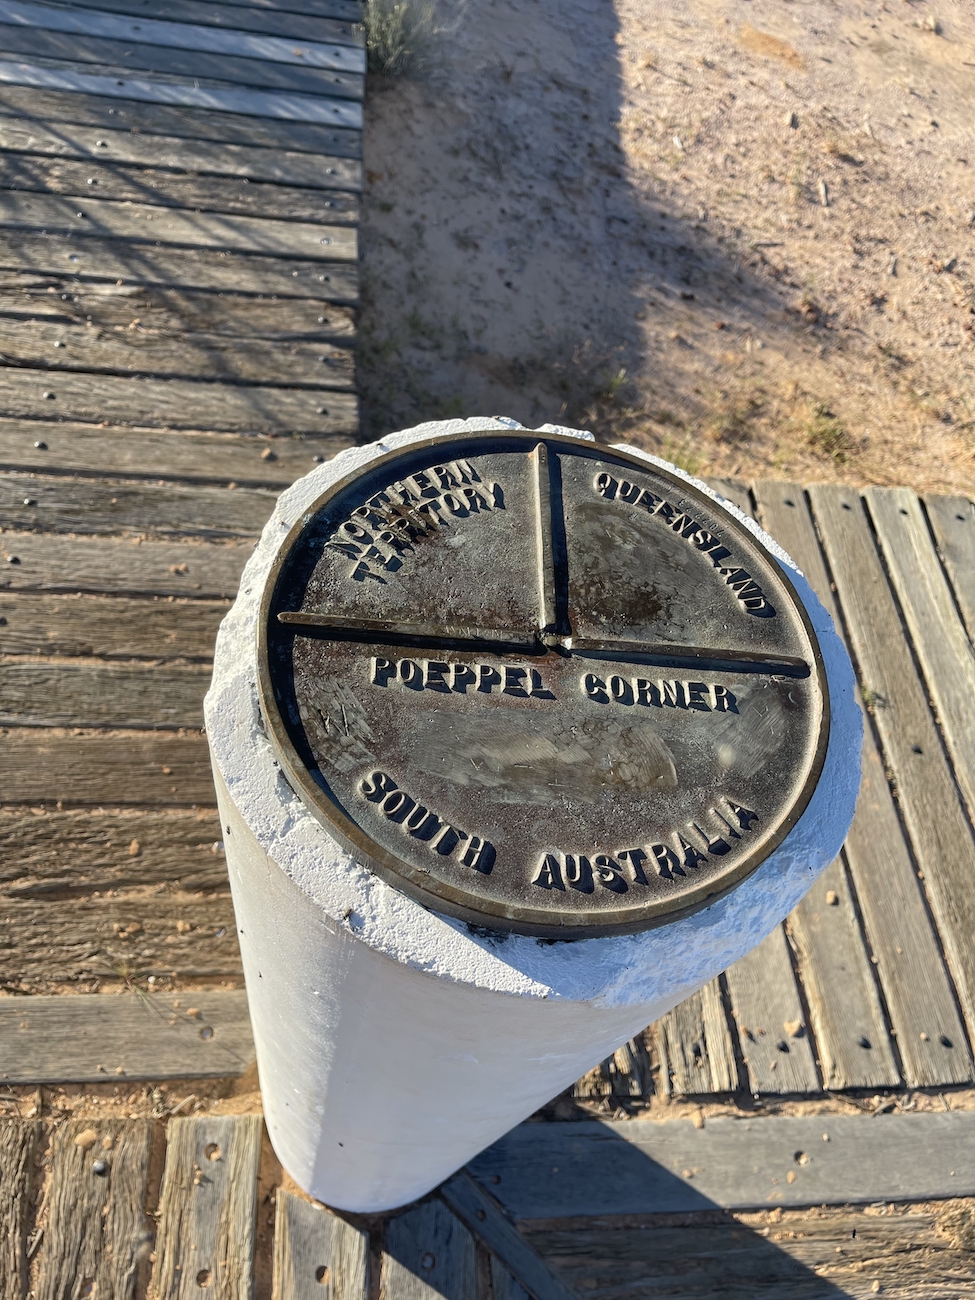 NORTHERN
TERRITORY
QUEENSLAND
POEPPEL CORNER
SOUTH AUSTRALIA